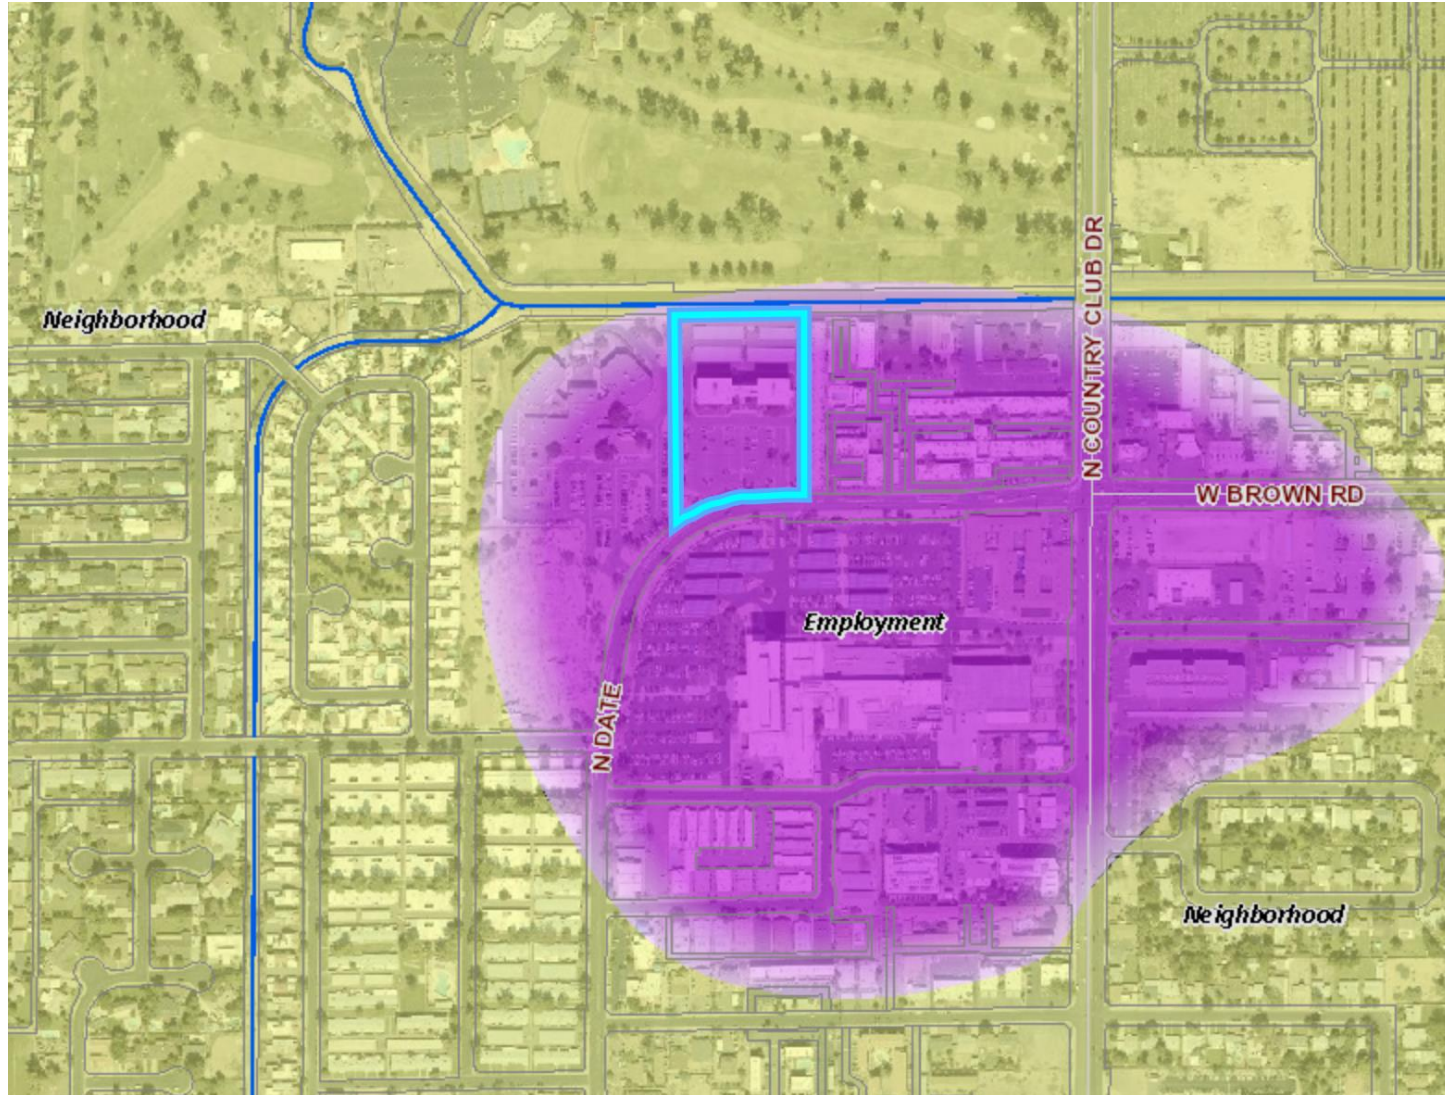 N COUNTRY CLUB DR
Neighborhood
W BROWN RD
Employment
N DATE
Neighborhood